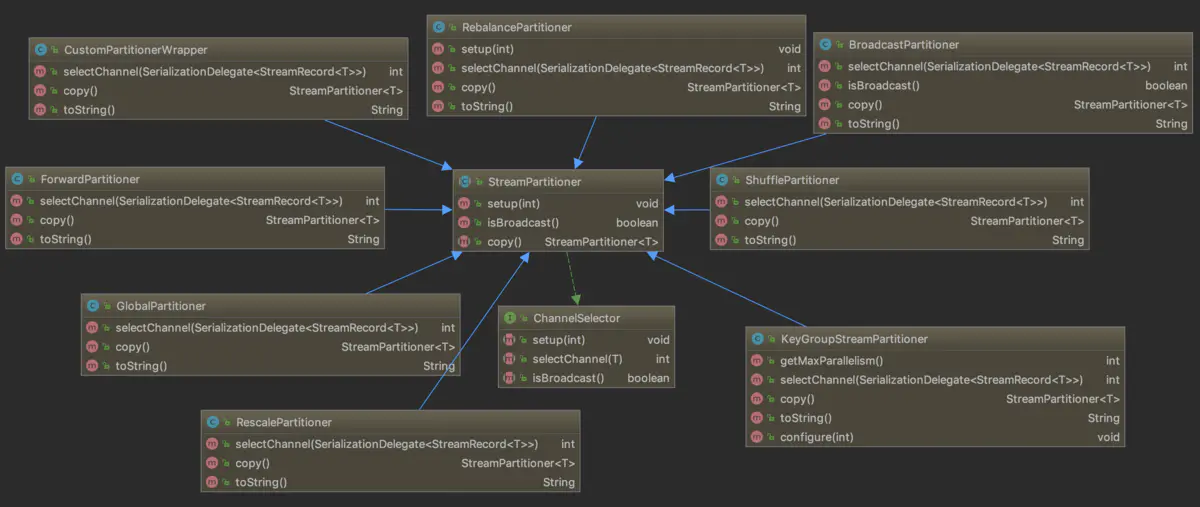 CustomPartitionerWrapper
selectChannel(SerializationDelegate<StreamRecord<T>>) int
copy() StreamPartitioner<T>
toString() String
RebalancePartitioner
setup(int) void
selectChannel(SerializationDelegate<StreamRecord<T>>) int
copy() StreamPartitioner<T>
toString() String
BroadcastPartitioner
selectChannel(SerializationDelegate<StreamRecord<T>>) int
isBroadcast() boolean
copy() StreamPartitioner<T>
toString() String
ForwardPartitioner
selectChannel(SerializationDelegate<StreamRecord<T>>) int
copy() StreamPartitioner<T>
toString() String
StreamPartitioner
setup(int) void
isBroadcast() boolean
copy() StreamPartitioner<T>
ShufflePartitioner
selectChannel(SerializationDelegate<StreamRecord<T>>) int
copy() StreamPartitioner<T>
toString() String
GlobalPartitioner
selectChannel(SerializationDelegate<StreamRecord<T>>) int
copy() StreamPartitioner<T>
toString() String
ChannelSelector
setup(int) void
selectChannel(T) int
isBroadcast() boolean
KeyGroupStreamPartitioner
getMaxParallelism() int
selectChannel(SerializationDelegate<StreamRecord<T>>) int
copy() StreamPartitioner<T>
toString() String
configure(int) void
RescalePartitioner
selectChannel(SerializationDelegate<StreamRecord<T>>) int
copy() StreamPartitioner<T>
toString() String